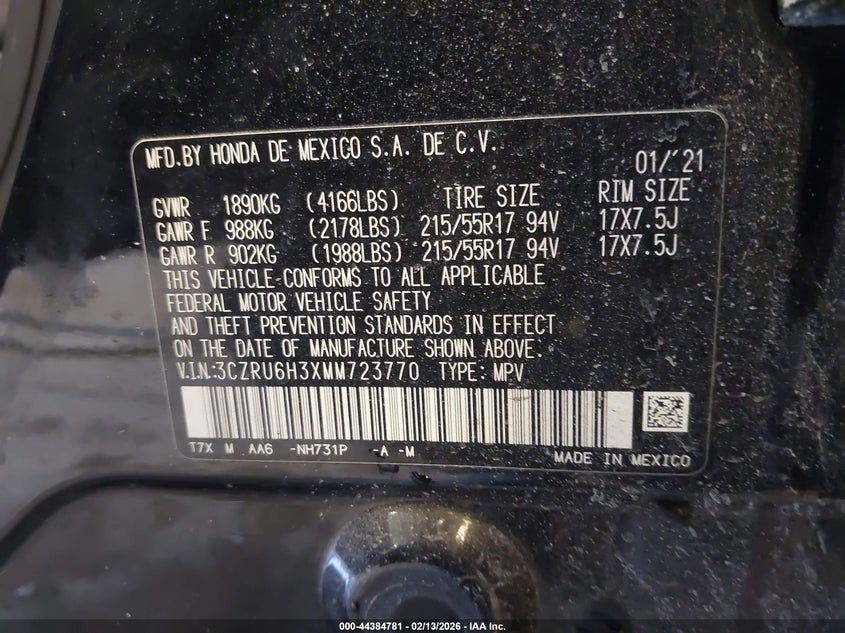 MFD.BY HONDA DE MEXICO S.A. DE C.V. 01/'21
GVWR 1890KG (4166LBS) TIRE SIZE RIM SIZE
GAWR F 988KG (2178LBS) 215/55R17 94V 17X7.5J
GAWR R 902KG (1988LBS) 215/55R17 94V 17X7.5J
THIS VEHICLE CONFORMS TO ALL APPLICABLE
FEDERAL MOTOR VEHICLE SAFETY
AND THEFT PREVENTION STANDARDS IN EFFECT
ON THE DATE OF MANUFACTURE SHOWN ABOVE.
V.I.N.:3CZRU6H3XMM723770 TYPE: MPV
T7X M AA6 -NH731P -A -M MADE IN MEXICO
000-44384781 - 02/13/2026 - IAA Inc.